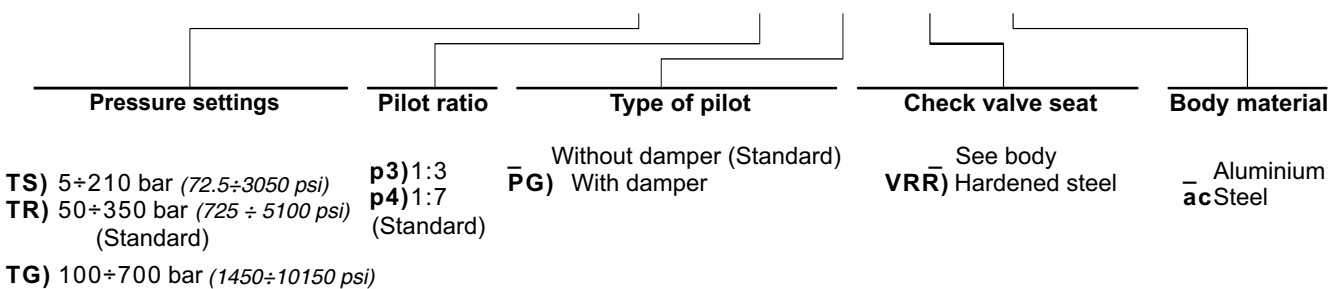 Pressure settings
TS) 5÷210 bar (72.5÷3050 psi)
TR) 50÷350 bar (725 ÷ 5100 psi)
(Standard)
TG) 100÷700 bar (1450÷10150 psi)
Pilot ratio
p3)1:3
p4)1:7
(Standard)
Type of pilot
_ Without damper (Standard)
PG) With damper
Check valve seat
_ See body
VRR) Hardened steel
Body material
_ Aluminium
acSteel